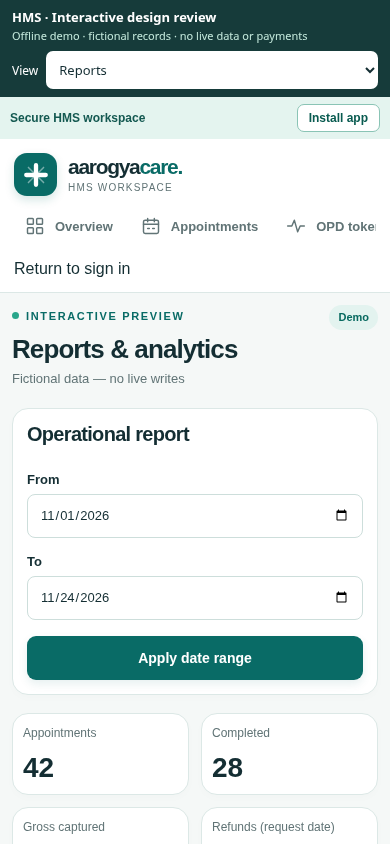 HMS · Interactive design review
Offline demo · fictional records · no live data or payments
View
Reports
Secure HMS workspace
Install app
aarogyacare.
HMS WORKSPACE
Overview
Appointments
OPD token
Return to sign in
INTERACTIVE PREVIEW
Demo
Reports & analytics
Fictional data — no live writes
Operational report
From
11/01/2026
To
11/24/2026
Apply date range
Appointments
Completed
42
28
Gross captured
Refunds (request date)